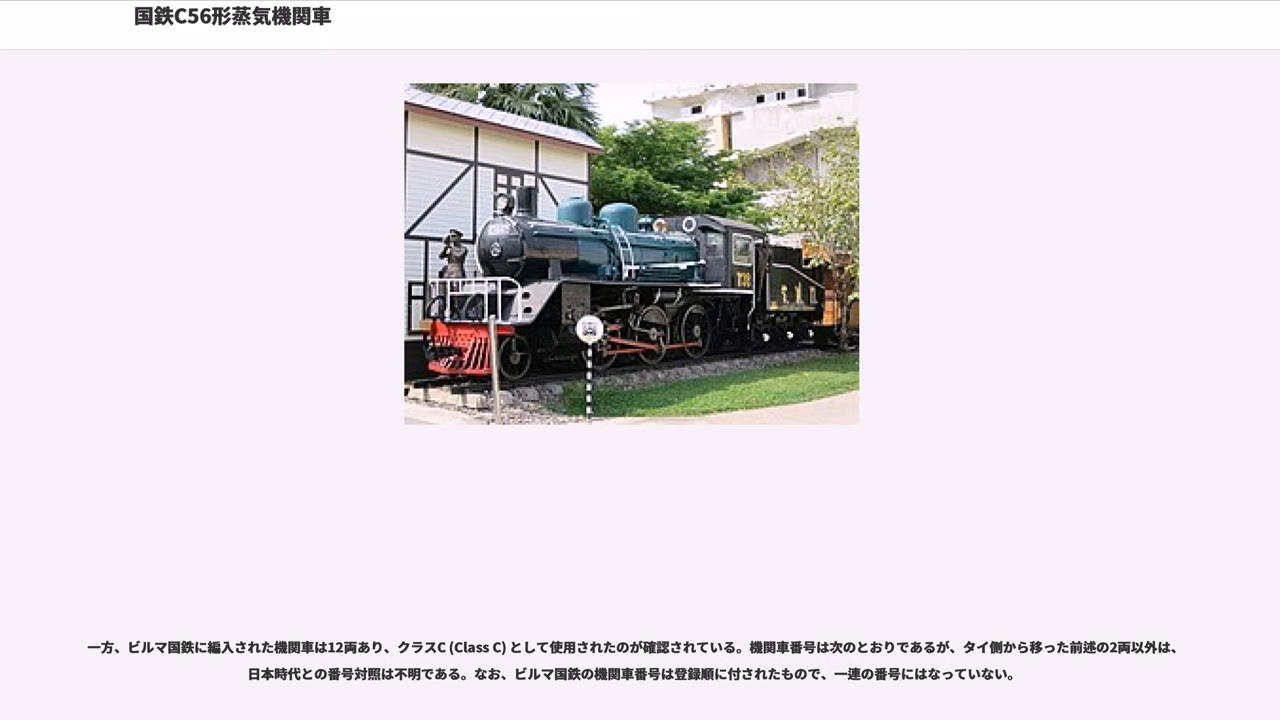 国鉄C56形蒸気機関車
一方、ビルマ国鉄に編入された機関車は12両あり、クラスC (Class C) として使用されたのが確認されている。機関車番号は次のとおりであるが、タイ側から移った前述の2両以外は、
日本時代との番号対照は不明である。なお、ビルマ国鉄の機関車番号は登録順に付されたもので、一連の番号にはなっていない。